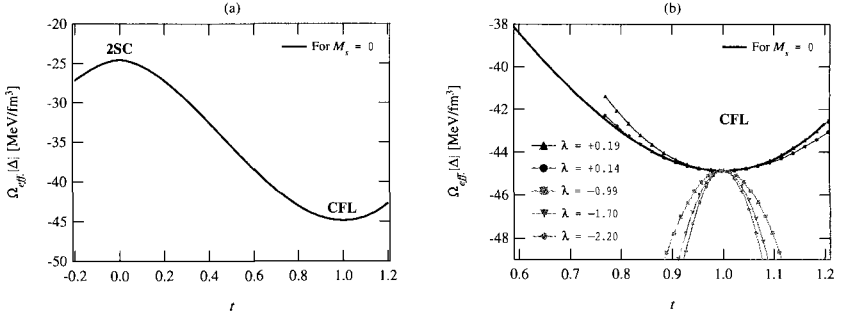 (a)
-20
-25
-30
-35
-40
-45
-50
-0.2
0.0
0.2
0.4
0.6
0.8
1.0
1.2
t
Ω_eff. |Δ| [MeV/fm³]
2SC
For M_s = 0
CFL
(b)
-38
-40
-42
-44
-46
-48
0.6
0.7
0.8
0.9
1.0
1.1
1.2
t
Ω_eff. |Δ| [MeV/fm³]
For M_s = 0
CFL
λ = +0.19
λ = +0.14
λ = −0.99
λ = −1.70
λ = −2.20